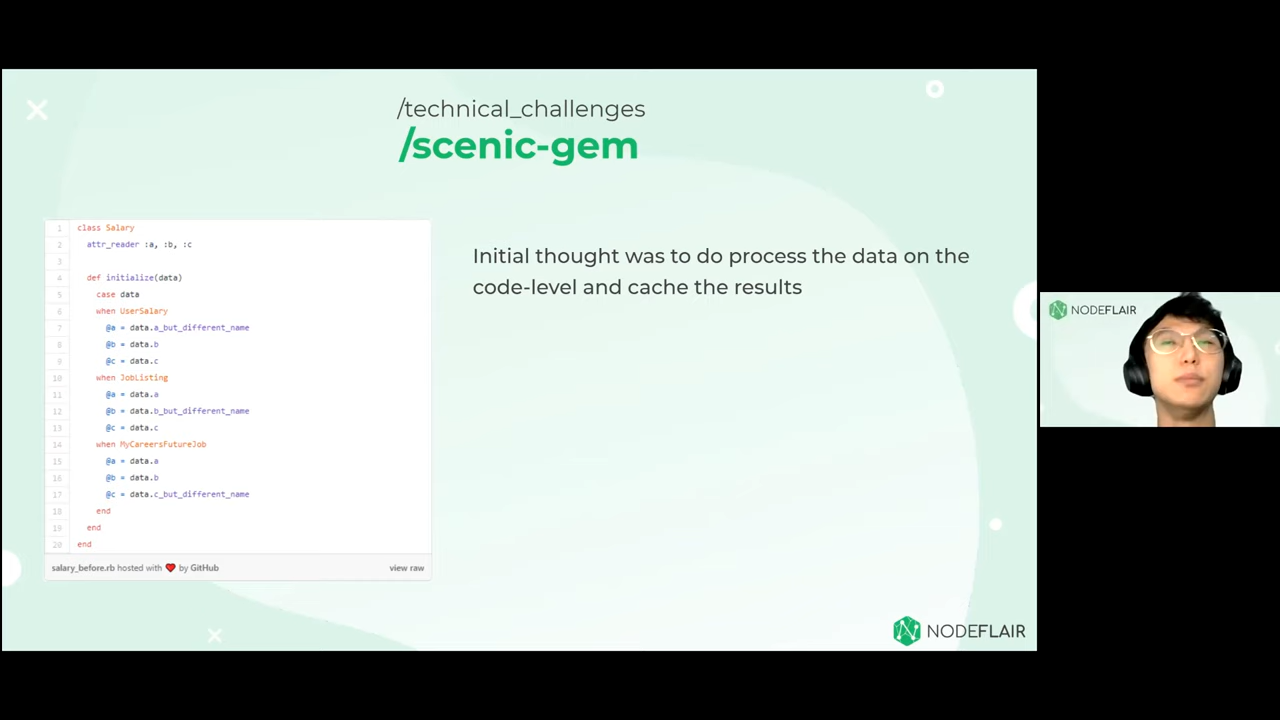 /technical_challenges
/scenic-gem
1 class Salary
2 attr_reader :a, :b, :c
3
4 def initialize(data)
5 case data
6 when UserSalary
7 @a = data.a_but_different_name
8 @b = data.b
9 @c = data.c
10 when JobListing
11 @a = data.a
12 @b = data.b_but_different_name
13 @c = data.c
14 when MyCareersFutureJob
15 @a = data.a
16 @b = data.b
17 @c = data.c_but_different_name
18 end
19 end
20 end
salary_before.rb hosted with ❤ by GitHub view raw
Initial thought was to do process the data on the
code-level and cache the results
NODEFLAIR
NODEFLAIR